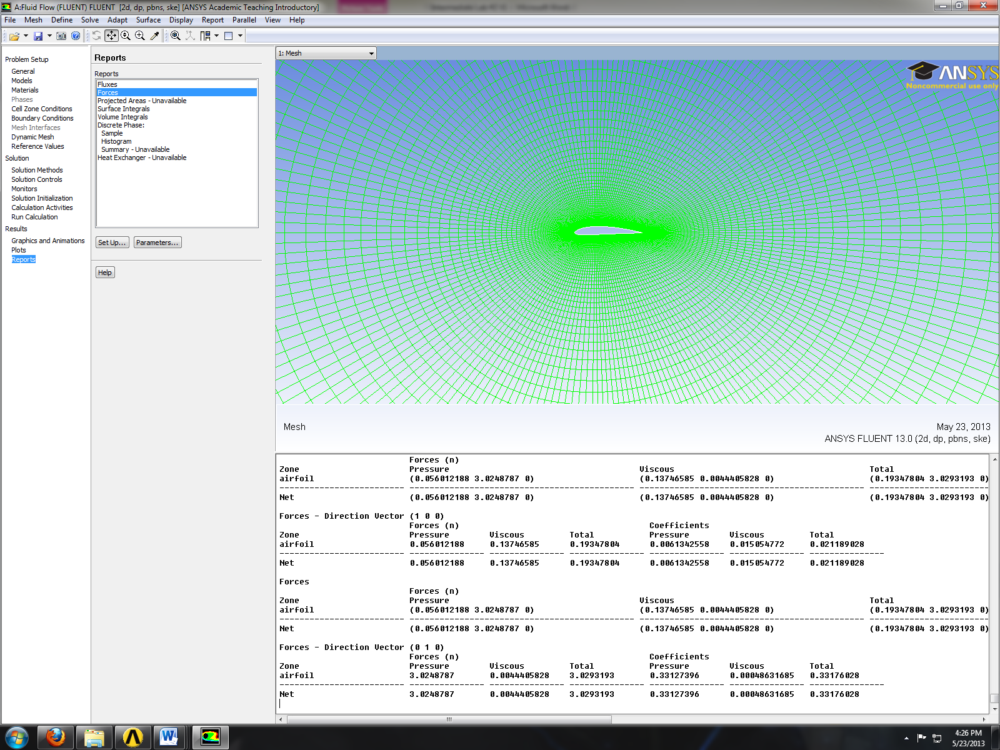 A:Fluid Flow (FLUENT) FLUENT [2d, dp, pbns, ske] [ANSYS Academic Teaching Introductory]
File Mesh Define Solve Adapt Surface Display Report Parallel View Help
Problem Setup
General
Models
Materials
Phases
Cell Zone Conditions
Boundary Conditions
Mesh Interfaces
Dynamic Mesh
Reference Values
Solution
Solution Methods
Solution Controls
Monitors
Solution Initialization
Calculation Activities
Run Calculation
Results
Graphics and Animations
Plots
Reports
Reports
Reports
Fluxes
Forces
Projected Areas - Unavailable
Surface Integrals
Volume Integrals
Discrete Phase:
Sample
Histogram
Summary - Unavailable
Heat Exchanger - Unavailable
Set Up... Parameters...
Help
1: Mesh
ANSYS
Noncommercial use only
Mesh
May 23, 2013
ANSYS FLUENT 13.0 (2d, dp, pbns, ske)
Forces (n)
Zone Pressure Viscous Total
airfoil (0.056012188 3.0248787 0) (0.13746585 0.0044405828 0) (0.19347804 3.0293193 0)
Net (0.056012188 3.0248787 0) (0.13746585 0.0044405828 0) (0.19347804 3.0293193 0)
Forces - Direction Vector (1 0 0)
Forces (n) Coefficients
Zone Pressure Viscous Total Pressure Viscous Total
airfoil 0.056012188 0.13746585 0.19347804 0.0061342558 0.015054772 0.021189028
Net 0.056012188 0.13746585 0.19347804 0.0061342558 0.015054772 0.021189028
Forces
Forces (n)
Zone Pressure Viscous Total
airfoil (0.056012188 3.0248787 0) (0.13746585 0.0044405828 0) (0.19347804 3.0293193 0)
Net (0.056012188 3.0248787 0) (0.13746585 0.0044405828 0) (0.19347804 3.0293193 0)
Forces - Direction Vector (0 1 0)
Forces (n) Coefficients
Zone Pressure Viscous Total Pressure Viscous Total
airfoil 3.0248787 0.0044405828 3.0293193 0.33127396 0.00048631685 0.33176028
Net 3.0248787 0.0044405828 3.0293193 0.33127396 0.00048631685 0.33176028
4:26 PM
5/23/2013